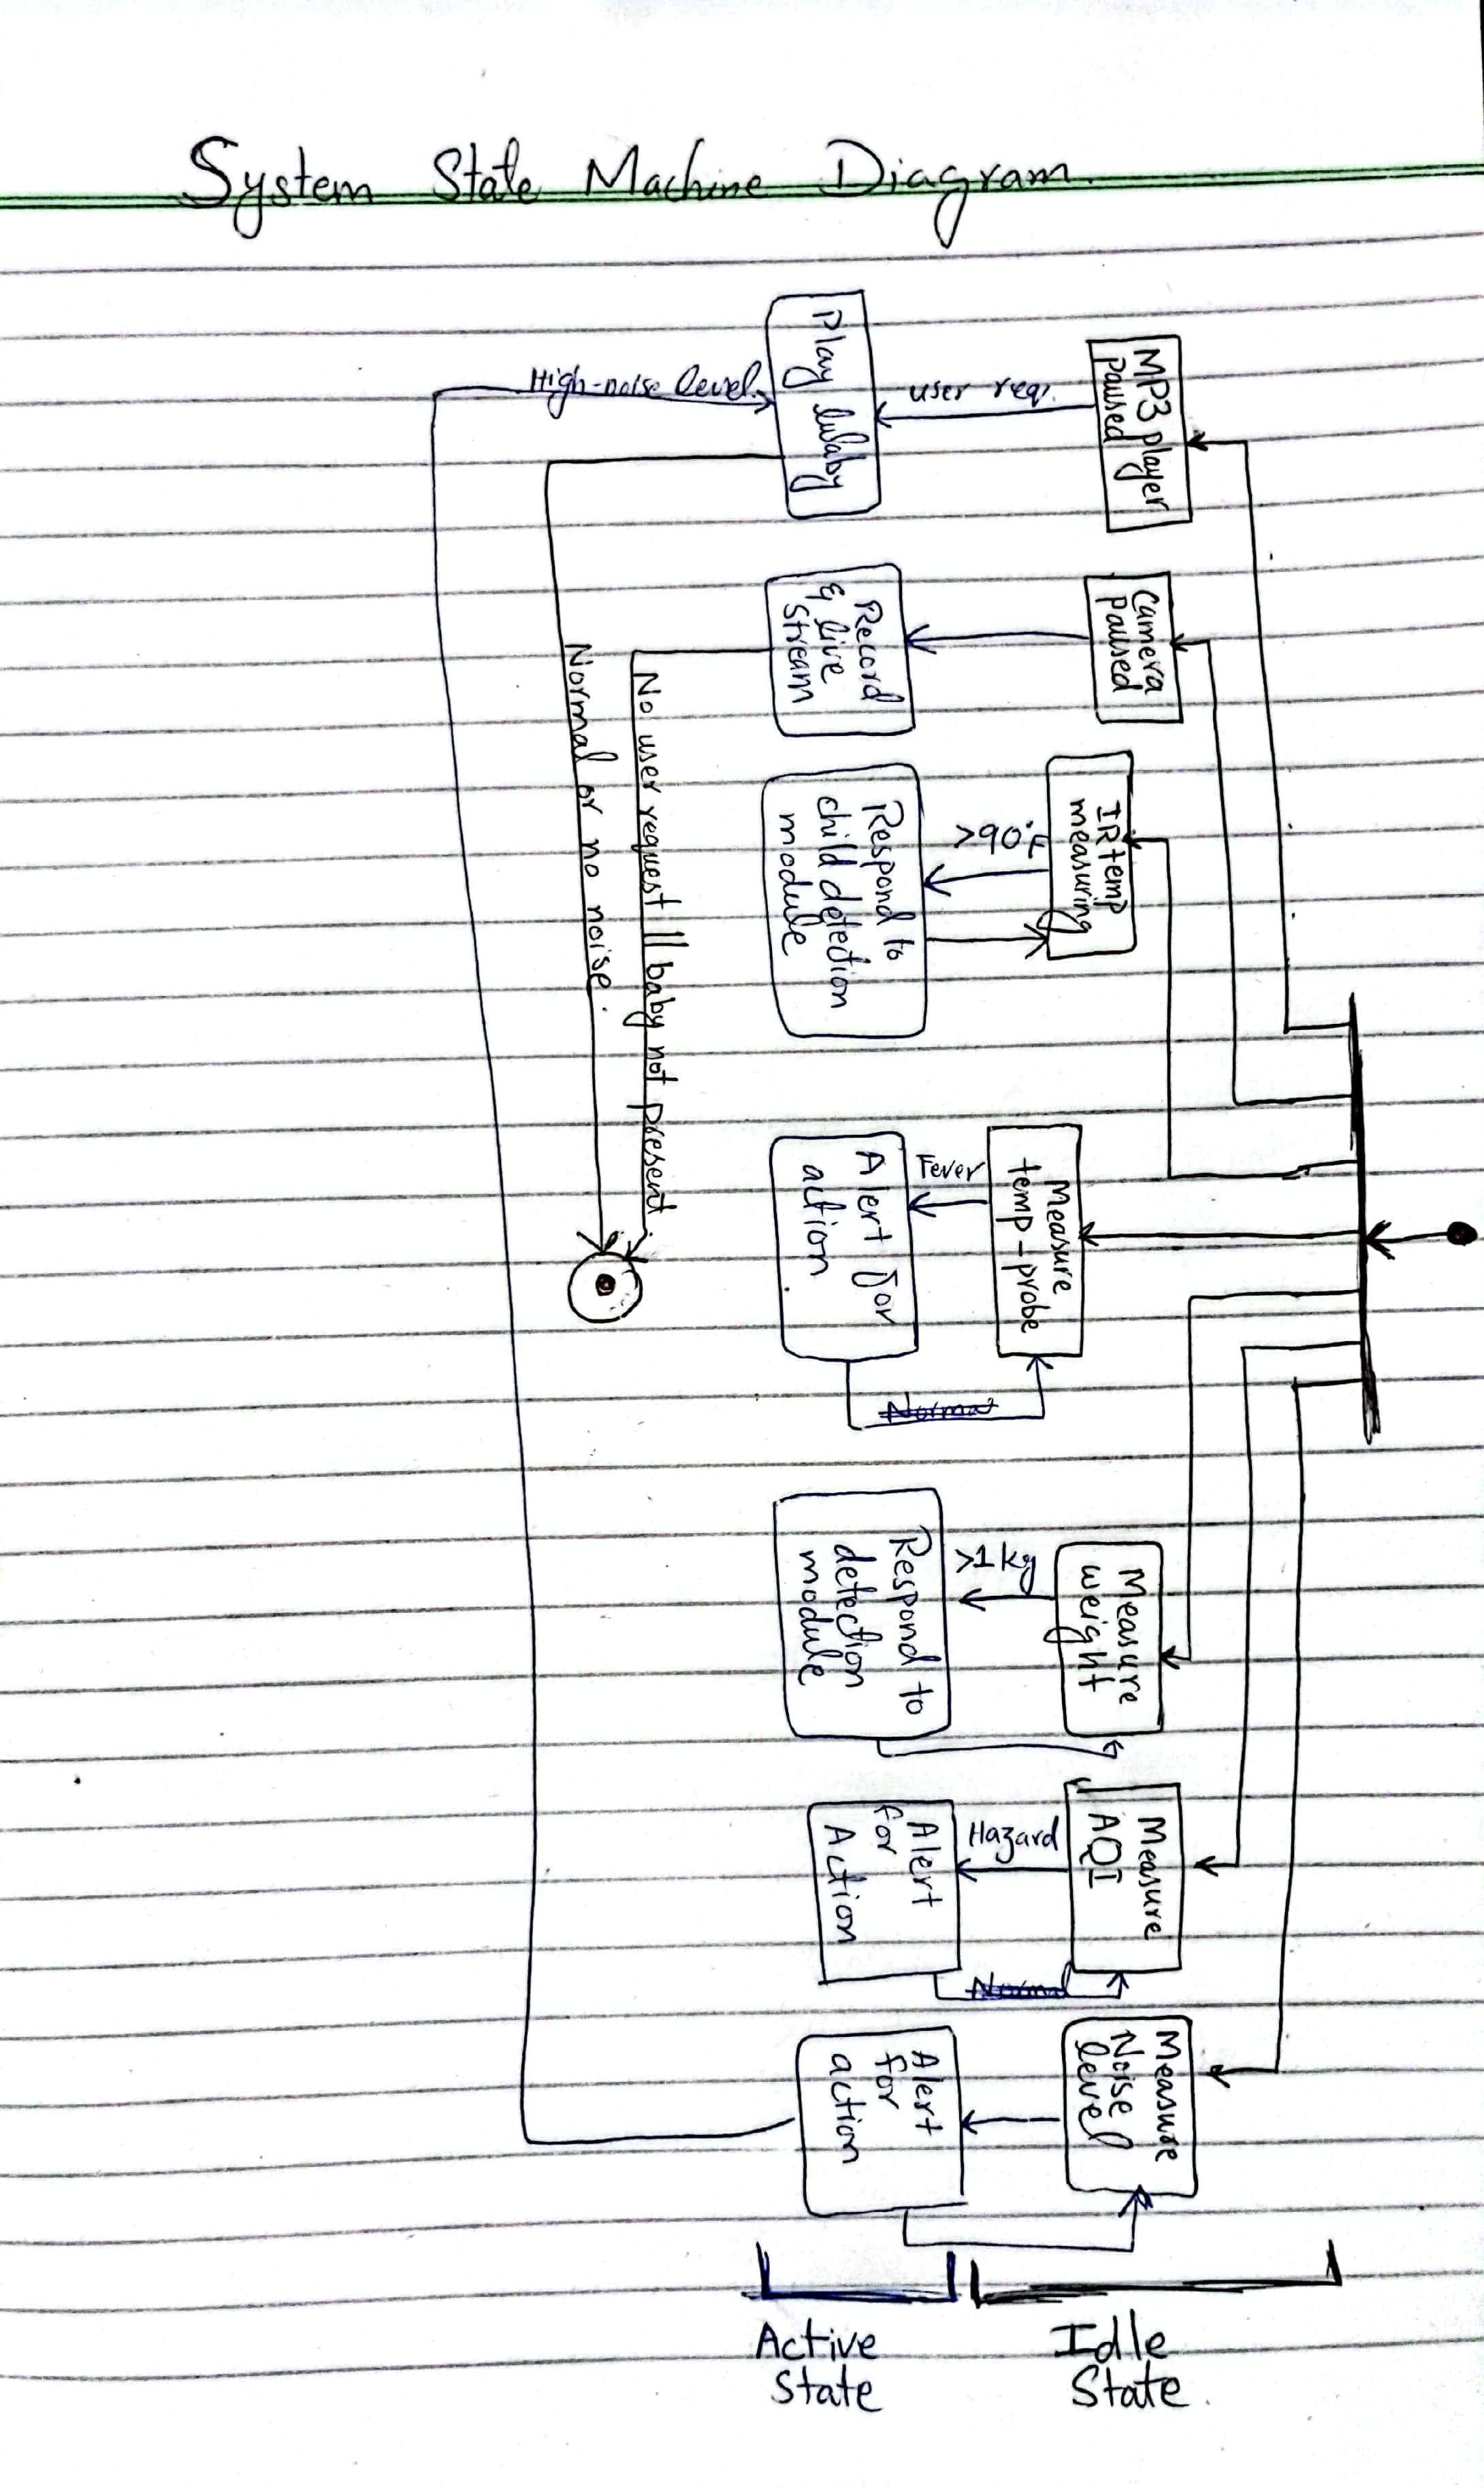 System State Machine Diagram.
MP3 player
Paused
user req.
Play lulaby
High-noise level.
Camera
Paused
Record
& live
stream
No user request || baby not present.
Normal or no noise.
IR temp
measuring
>90°F
Respond to
child detection
module
Measure
temp-probe
Fever
Alert for
action
Normal
Measure
weight
>1 kg
Respond to
detection
module
Measure
AQI
Hazard
Alert
for
Action
Normal
Measure
Noise
level
Alert
for
action
Active
State
Idle
State.